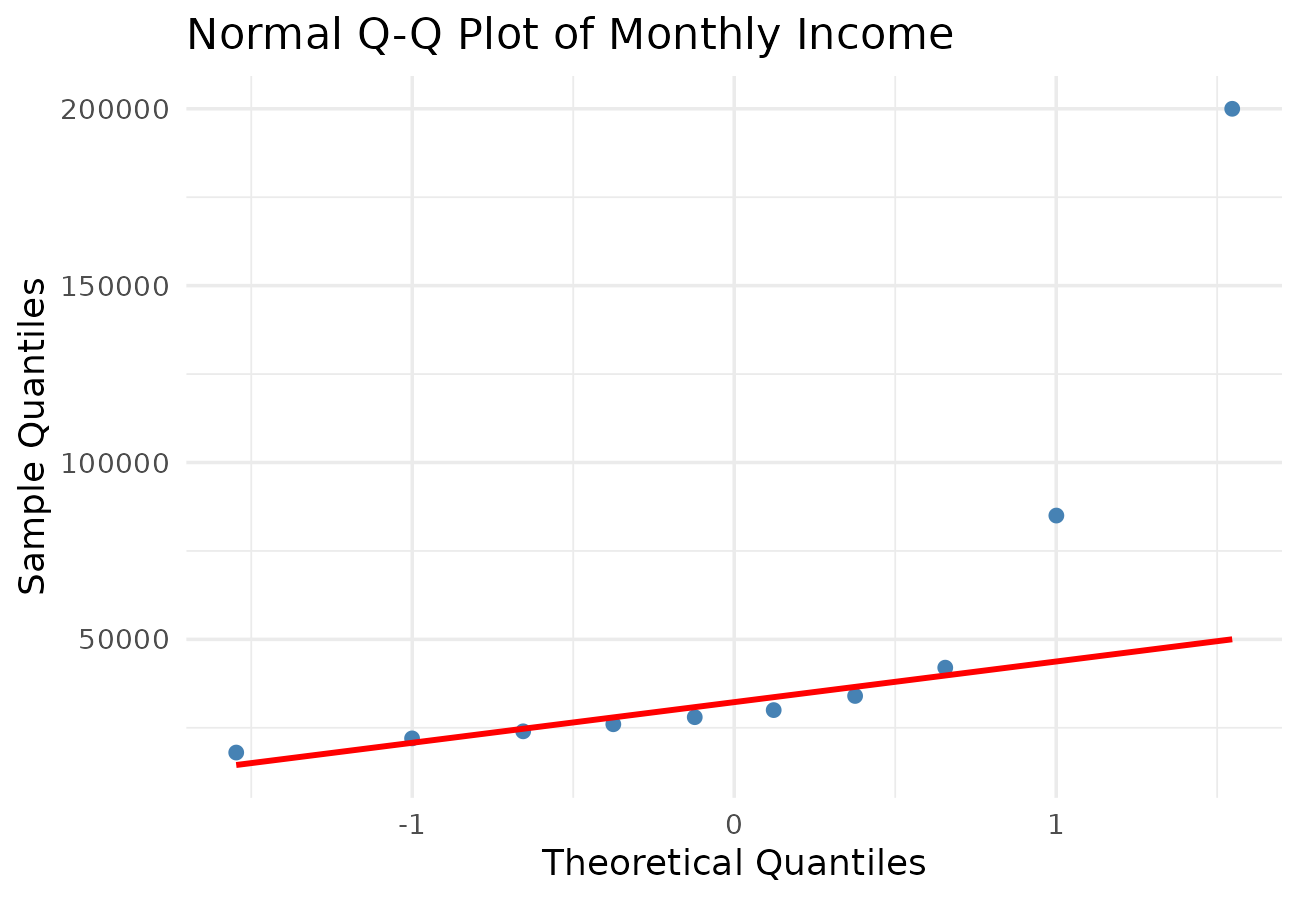 Normal Q-Q Plot of Monthly Income
200000
150000
100000
50000
Sample Quantiles
-1
0
1
Theoretical Quantiles